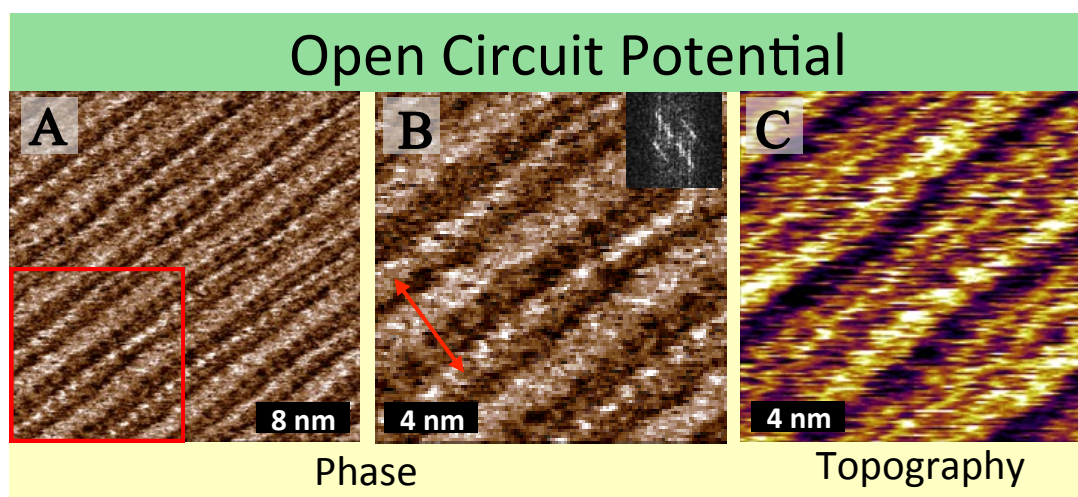 Open Circuit Potential
A
B
C
8 nm
4 nm
4 nm
Phase
Topography